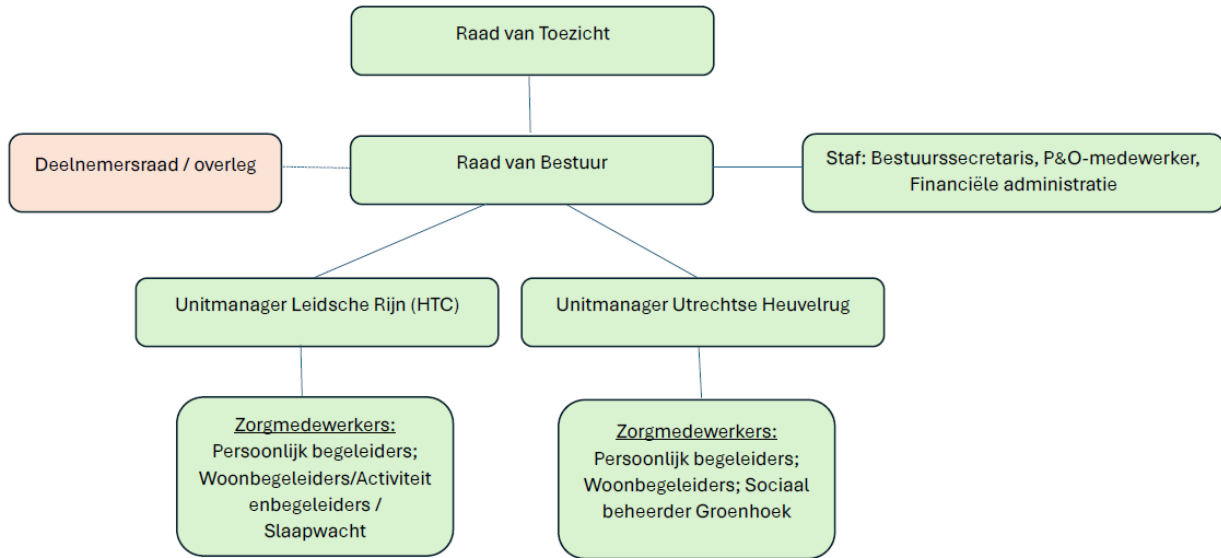 Raad van Toezicht
Deelnemersraad / overleg
Raad van Bestuur
Staf: Bestuurssecretaris, P&O-medewerker,
Financiële administratie
Unitmanager Leidsche Rijn (HTC)
Unitmanager Utrechtse Heuvelrug
Zorgmedewerkers:
Persoonlijk begeleiders;
Woonbegeleiders/Activiteit
enbegeleiders /
Slaapwacht
Zorgmedewerkers:
Persoonlijk begeleiders;
Woonbegeleiders; Sociaal
beheerder Groenhoek